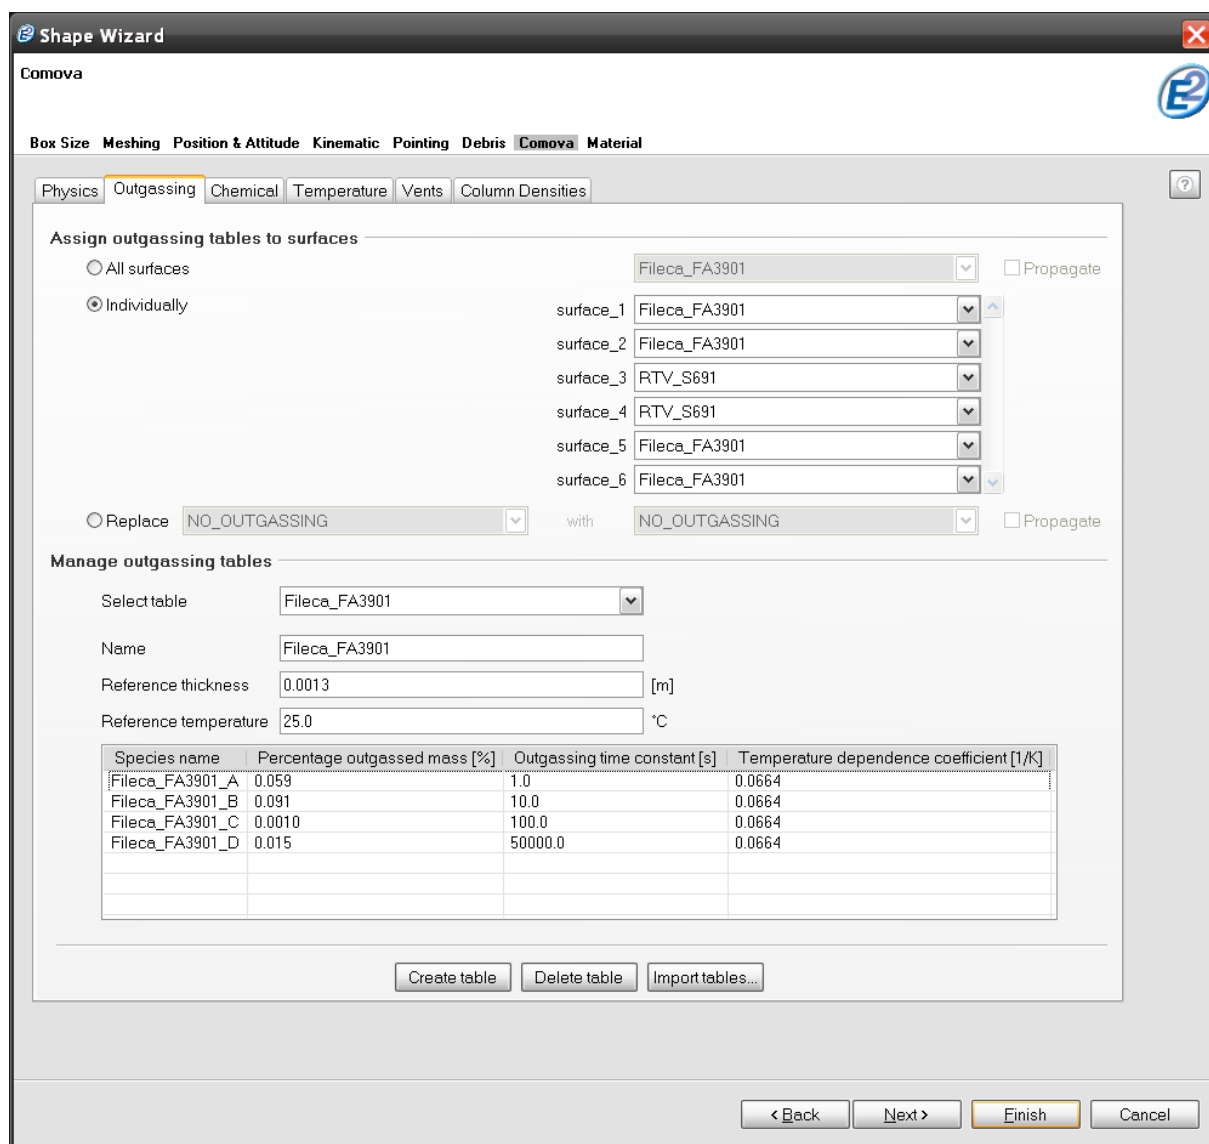 Shape Wizard
Comova
Box Size Meshing Position & Attitude Kinematic Pointing Debris Comova Material
Physics Outgassing Chemical Temperature Vents Column Densities
?
Assign outgassing tables to surfaces
All surfaces Fileca_FA3901 Propagate
Individually
surface_1 Fileca_FA3901
surface_2 Fileca_FA3901
surface_3 RTV_S691
surface_4 RTV_S691
surface_5 Fileca_FA3901
surface_6 Fileca_FA3901
Replace NO_OUTGASSING with NO_OUTGASSING Propagate
Manage outgassing tables
Select table Fileca_FA3901
Name Fileca_FA3901
Reference thickness 0.0013 [m]
Reference temperature 25.0 °C
Species name Percentage outgassed mass [%] Outgassing time constant [s] Temperature dependence coefficient [1/K]
Fileca_FA3901_A 0.059 1.0 0.0664
Fileca_FA3901_B 0.091 10.0 0.0664
Fileca_FA3901_C 0.0010 100.0 0.0664
Fileca_FA3901_D 0.015 50000.0 0.0664
Create table Delete table Import tables...
< Back Next > Finish Cancel